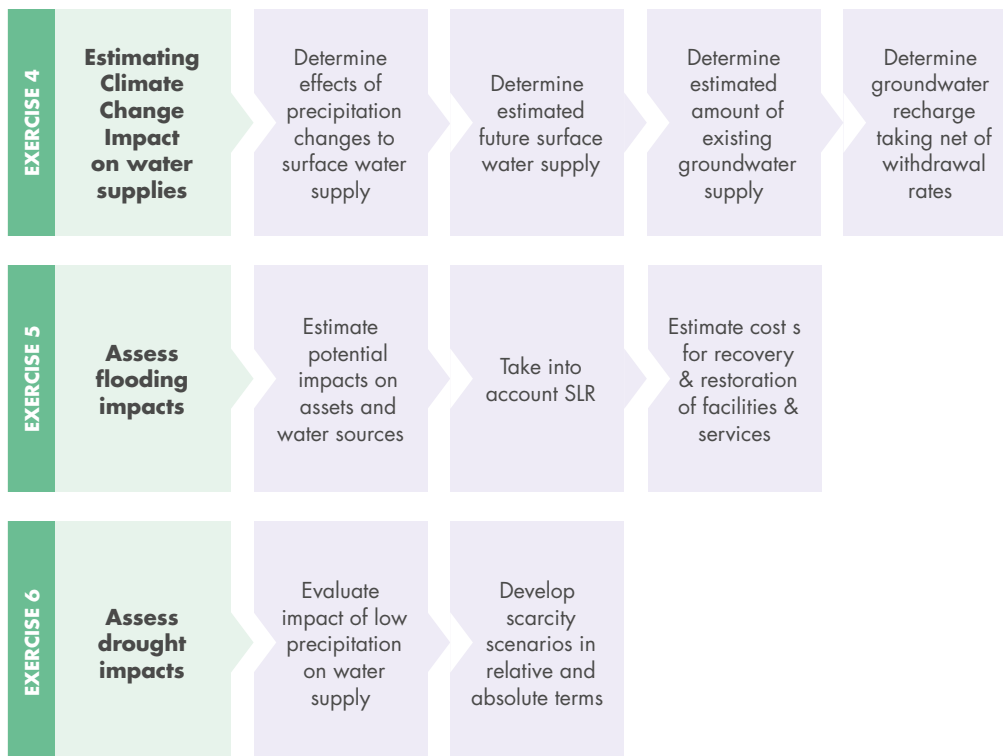 EXERCISE 4
Estimating
Climate
Change
Impact
on water
supplies
Determine
effects of
precipitation
changes to
surface water
supply
Determine
estimated
future surface
water supply
Determine
estimated
amount of
existing
groundwater
supply
Determine
groundwater
recharge
taking net of
withdrawal
rates
EXERCISE 5
Assess
flooding
impacts
Estimate
potential
impacts on
assets and
water sources
Take into
account SLR
Estimate cost s
for recovery
& restoration
of facilities &
services
EXERCISE 6
Assess
drought
impacts
Evaluate
impact of low
precipitation
on water
supply
Develop
scarcity
scenarios in
relative and
absolute terms